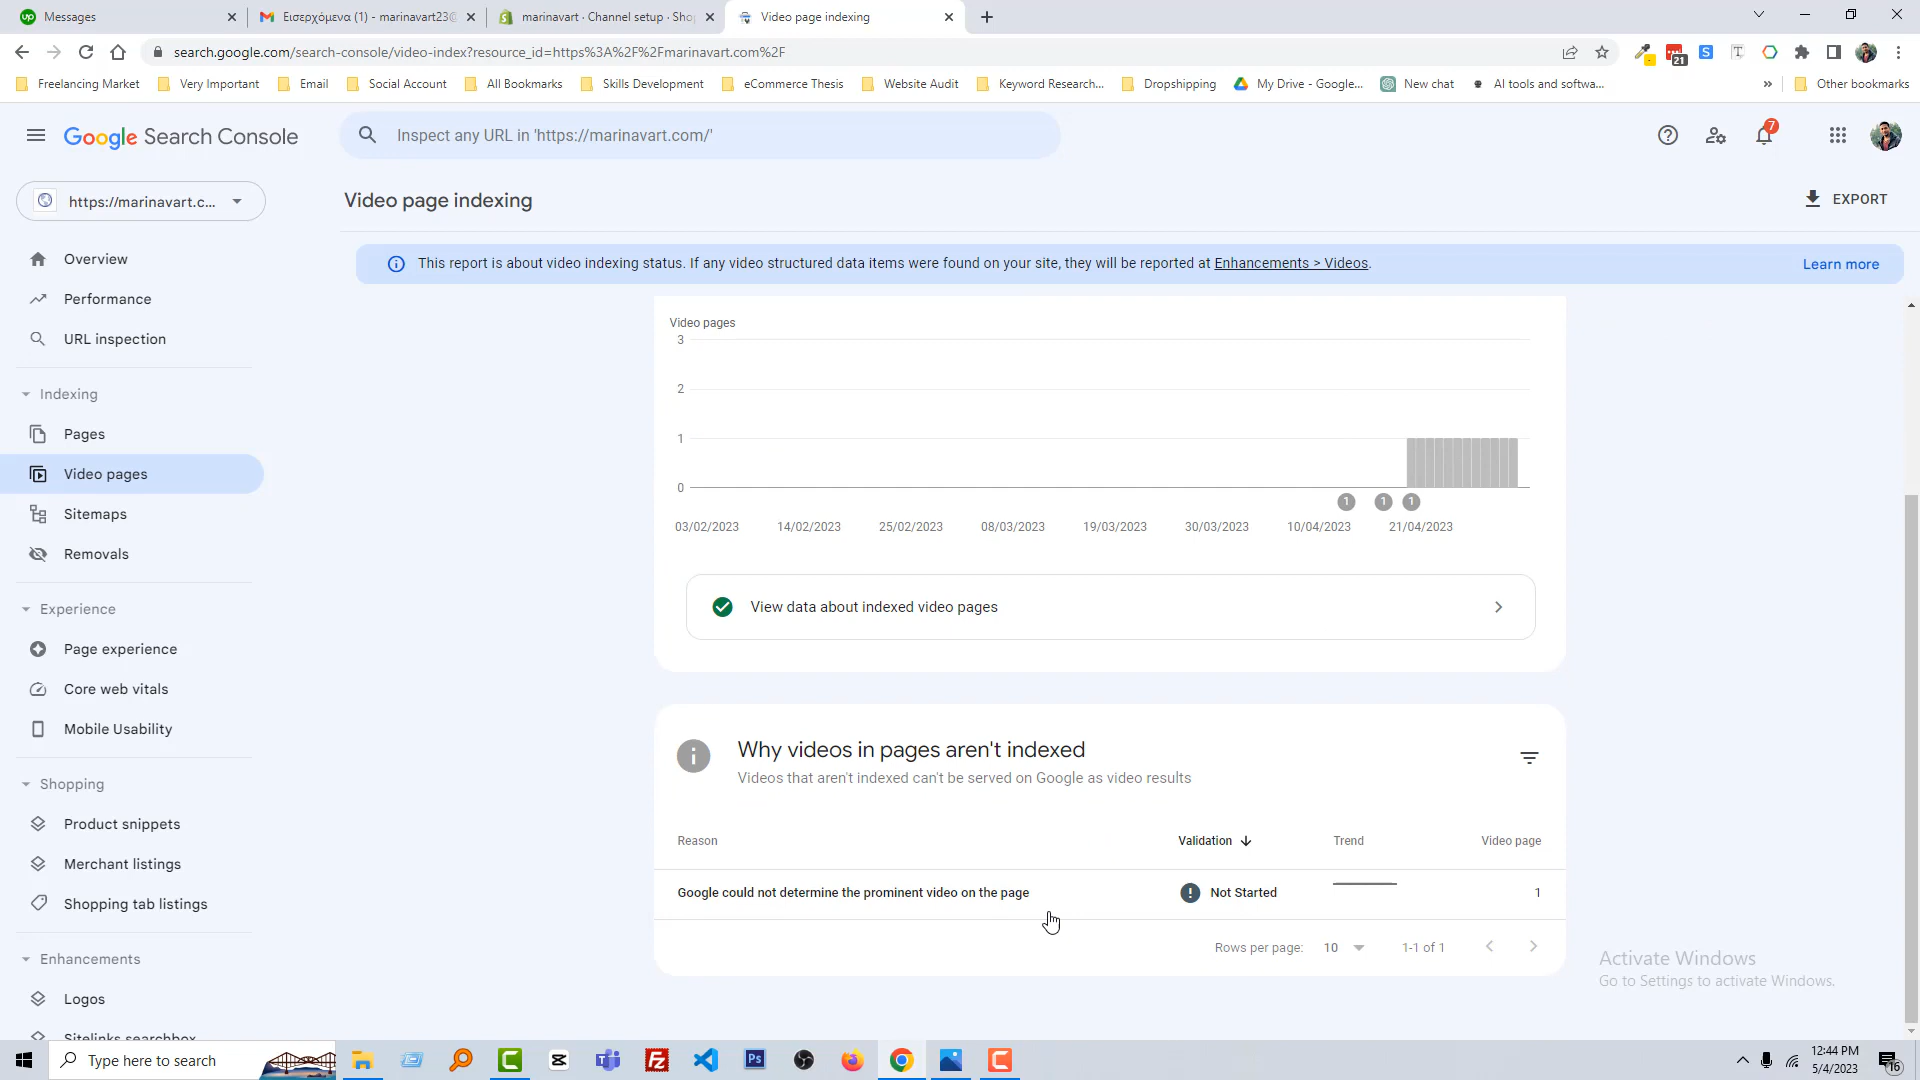 Messages
Εισερχόμενα (1) - marinavart23@
marinavart · Channel setup · Sho
Video page indexing
search.google.com/search-console/video-index?resource_id=https%3A%2F%2Fmarinavart.com%2F
21
Freelancing Market
Very Important
Email
Social Account
All Bookmarks
Skills Development
eCommerce Thesis
Website Audit
Keyword Research...
Dropshipping
My Drive - Google...
New chat
AI tools and softwa...
Other bookmarks
Google Search Console
Inspect any URL in 'https://marinavart.com/'
7
https://marinavart.c...
Video page indexing
EXPORT
This report is about video indexing status. If any video structured data items were found on your site, they will be reported at Enhancements > Videos.
Learn more
Overview
Performance
URL inspection
Indexing
Pages
Video pages
Sitemaps
Removals
Experience
Page experience
Core web vitals
Mobile Usability
Shopping
Product snippets
Merchant listings
Shopping tab listings
Enhancements
Logos
Sitelinks searchbox
Video pages
3
2
1
0
1 1 1
03/02/2023 14/02/2023 25/02/2023 08/03/2023 19/03/2023 30/03/2023 10/04/2023 21/04/2023
View data about indexed video pages
Why videos in pages aren't indexed
Videos that aren't indexed can't be served on Google as video results
Reason Validation Trend Video page
Google could not determine the prominent video on the page Not Started 1
Rows per page: 10 1-1 of 1
Activate Windows
Go to Settings to activate Windows.
Type here to search
12:44 PM
5/4/2023
16